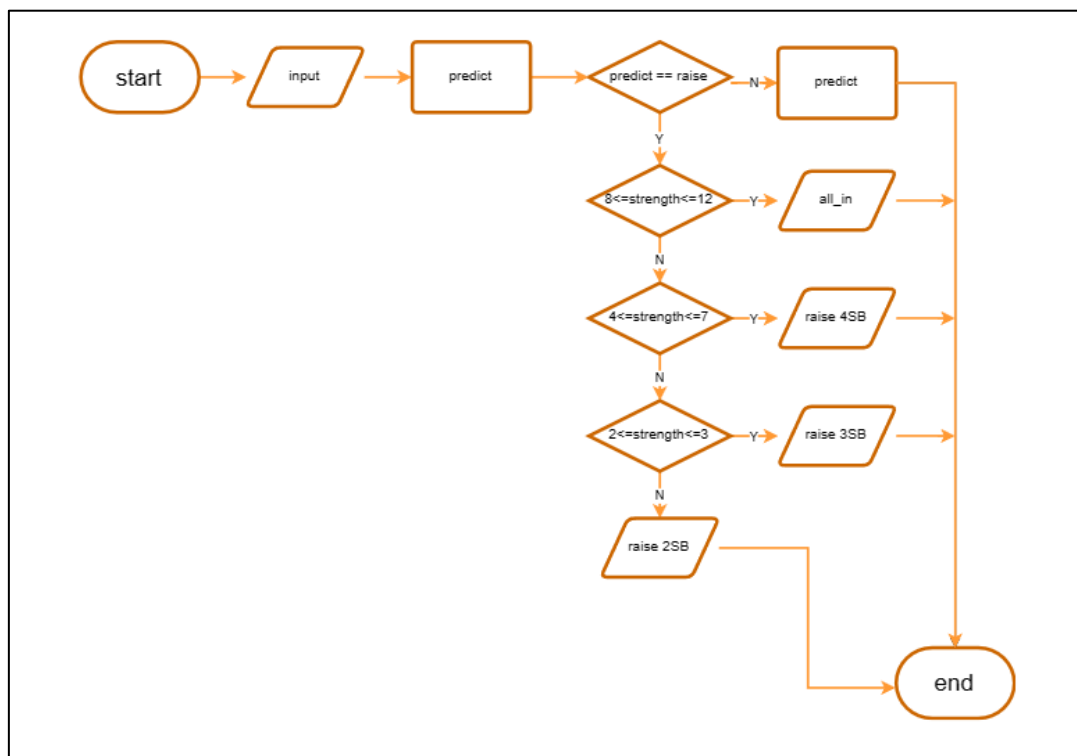 start
input
predict
predict == raise
N
predict
Y
8<=strength<=12
Y
all_in
N
4<=strength<=7
Y
raise 4SB
N
2<=strength<=3
Y
raise 3SB
N
raise 2SB
end